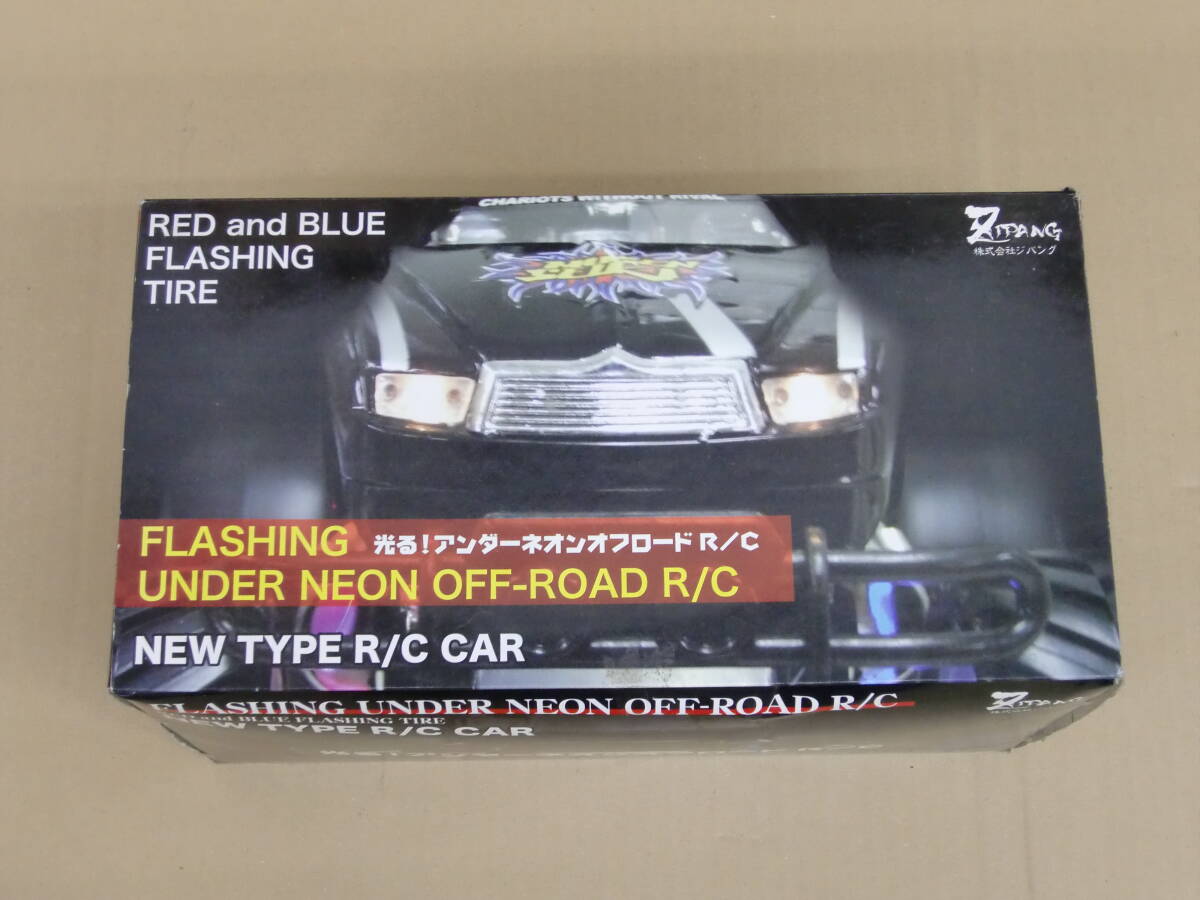 CHARIOTS WITHOUT RIVAL
RED and BLUE
FLASHING
TIRE
ZIPANG
株式会社ジパング
FLASHING 光る!アンダーネオンオフロードR/C
UNDER NEON OFF-ROAD R/C
NEW TYPE R/C CAR
FLASHING UNDER NEON OFF-ROAD R/C
and BLUE FLASHING TIRE
NEW TYPE R/C CAR
ZIPANG